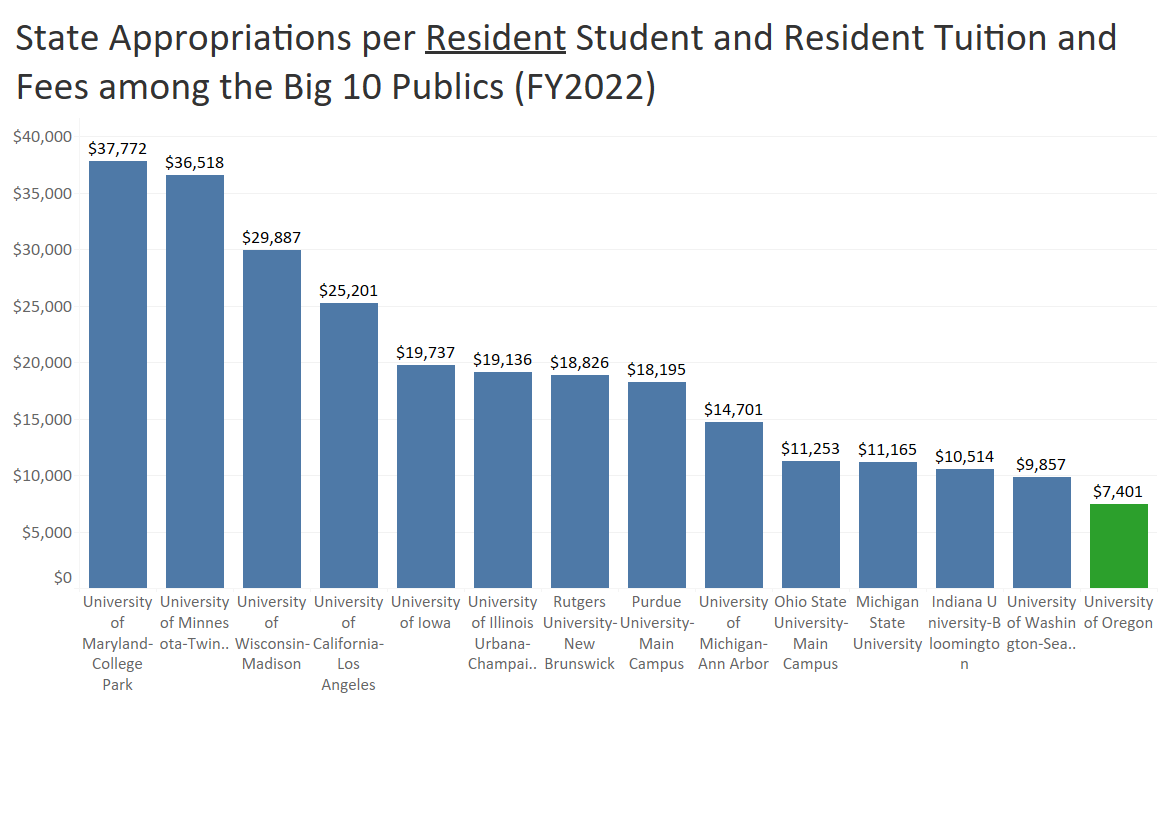 State Appropriations per Resident Student and Resident Tuition and
Fees among the Big 10 Publics (FY2022)
$40,000
$35,000
$30,000
$25,000
$20,000
$15,000
$10,000
$5,000
$0
$37,772
$36,518
$29,887
$25,201
$19,737
$19,136
$18,826
$18,195
$14,701
$11,253
$11,165
$10,514
$9,857
$7,401
University
of
Maryland-
College
Park
University
of Minnes
ota-Twin..
University
of
Wisconsin-
Madison
University
of
California-
Los
Angeles
University
of Iowa
University
of Illinois
Urbana-
Champai..
Rutgers
University-
New
Brunswick
Purdue
University-
Main
Campus
University
of
Michigan-
Ann Arbor
Ohio State
University-
Main
Campus
Michigan
State
University
Indiana U
niversity-B
loomingto
n
University
of Washin
gton-Sea..
University
of Oregon